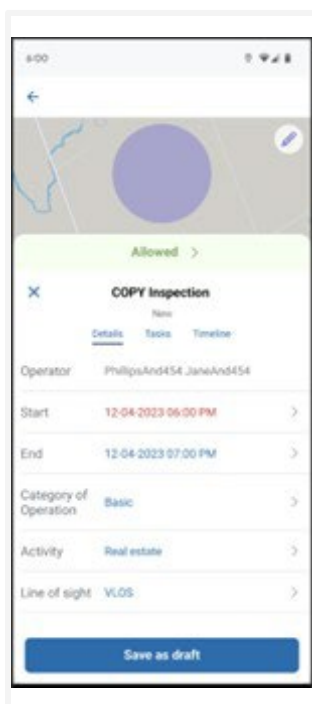 6:00
Allowed >
COPY Inspection
New
Details Tasks Timeline
Operator PhillipsAnd454 JaneAnd454
Start 12-04-2023 06:00 PM
End 12-04-2023 07:00 PM
Category of
Operation Basic
Activity Real estate
Line of sight VLOS
Save as draft